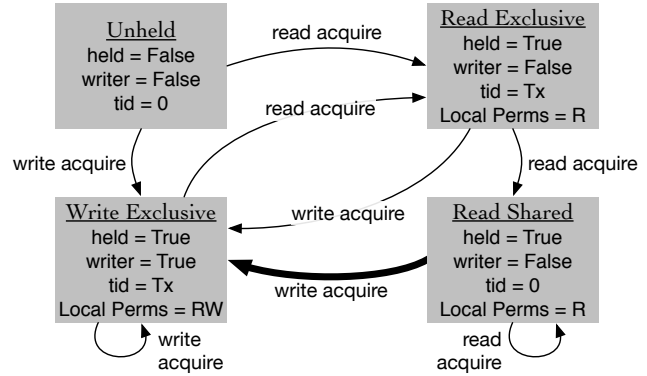 Unheld
held = False
writer = False
tid = 0
read acquire
Read Exclusive
held = True
writer = False
tid = Tx
Local Perms = R
read acquire
write acquire
read acquire
write acquire
Write Exclusive
held = True
writer = True
tid = Tx
Local Perms = RW
write acquire
Read Shared
held = True
writer = False
tid = 0
Local Perms = R
write
acquire
read
acquire